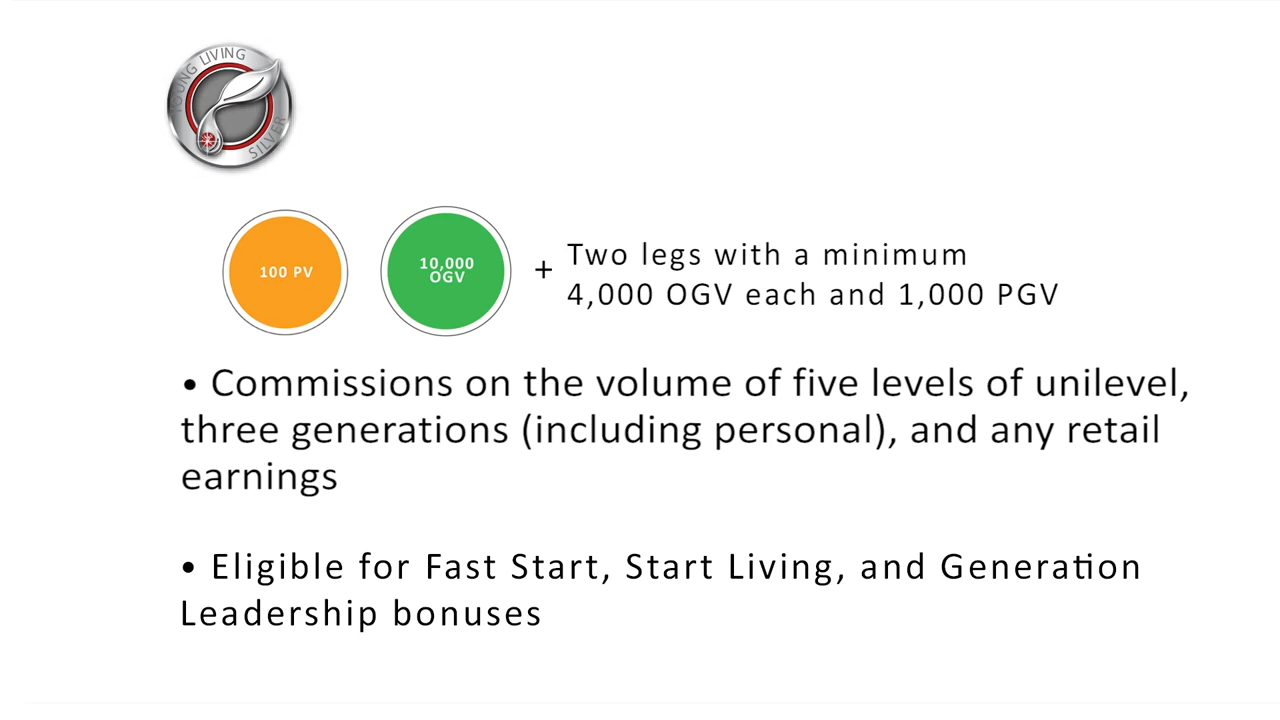 YOUNG LIVING
SILVER
100 PV
10,000
OGV
+
Two legs with a minimum
4,000 OGV each and 1,000 PGV
• Commissions on the volume of five levels of unilevel,
three generations (including personal), and any retail
earnings
• Eligible for Fast Start, Start Living, and Generation
Leadership bonuses